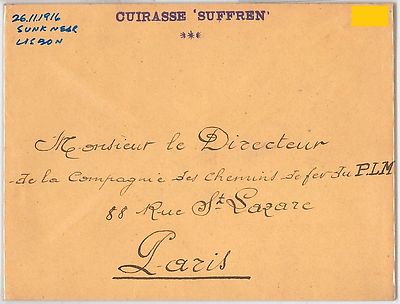 26.11.1916
SUNK NEAR
LISBON
CUIRASSE 'SUFFREN'
***
Monsieur le Directeur
de la Compagnie des Chemins de fer du P.L.M
88 Rue St Lazare
Paris